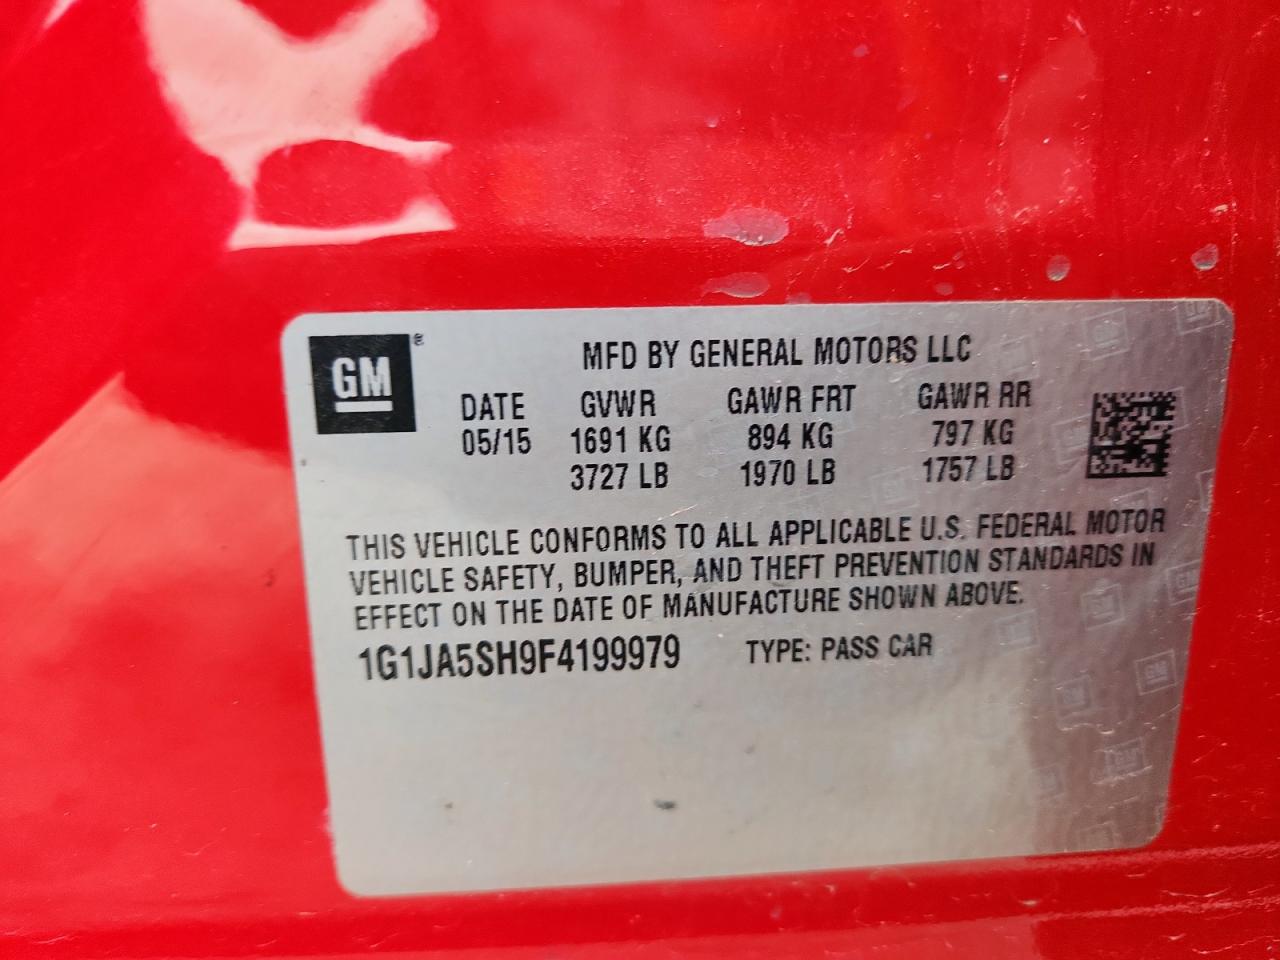 GM®
MFD BY GENERAL MOTORS LLC
DATE GVWR GAWR FRT GAWR RR
05/15 1691 KG 894 KG 797 KG
3727 LB 1970 LB 1757 LB
THIS VEHICLE CONFORMS TO ALL APPLICABLE U.S. FEDERAL MOTOR
VEHICLE SAFETY, BUMPER, AND THEFT PREVENTION STANDARDS IN
EFFECT ON THE DATE OF MANUFACTURE SHOWN ABOVE.
1G1JA5SH9F4199979 TYPE: PASS CAR